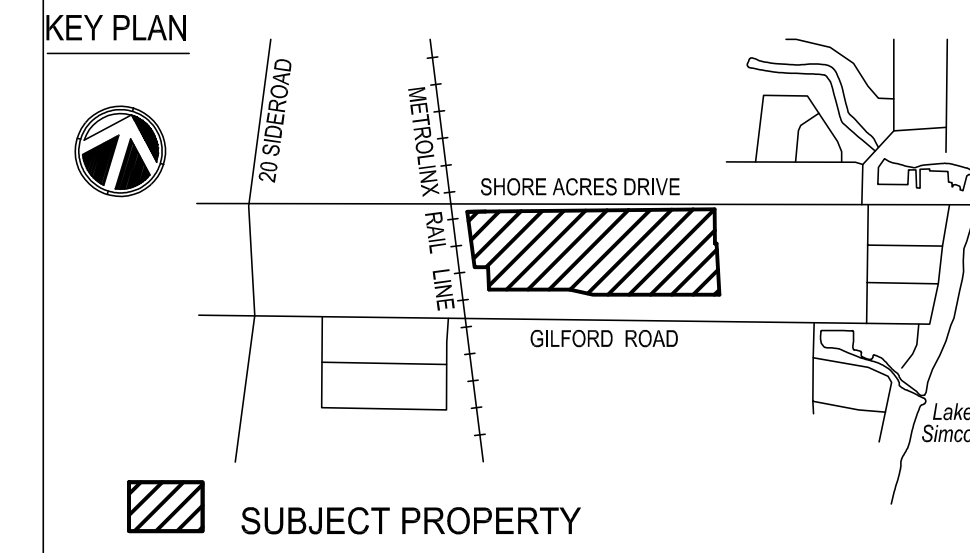 KEY PLAN
20 SIDEROAD
METROLINX RAIL LINE
SHORE ACRES DRIVE
GILFORD ROAD
Lake
Simco
SUBJECT PROPERTY